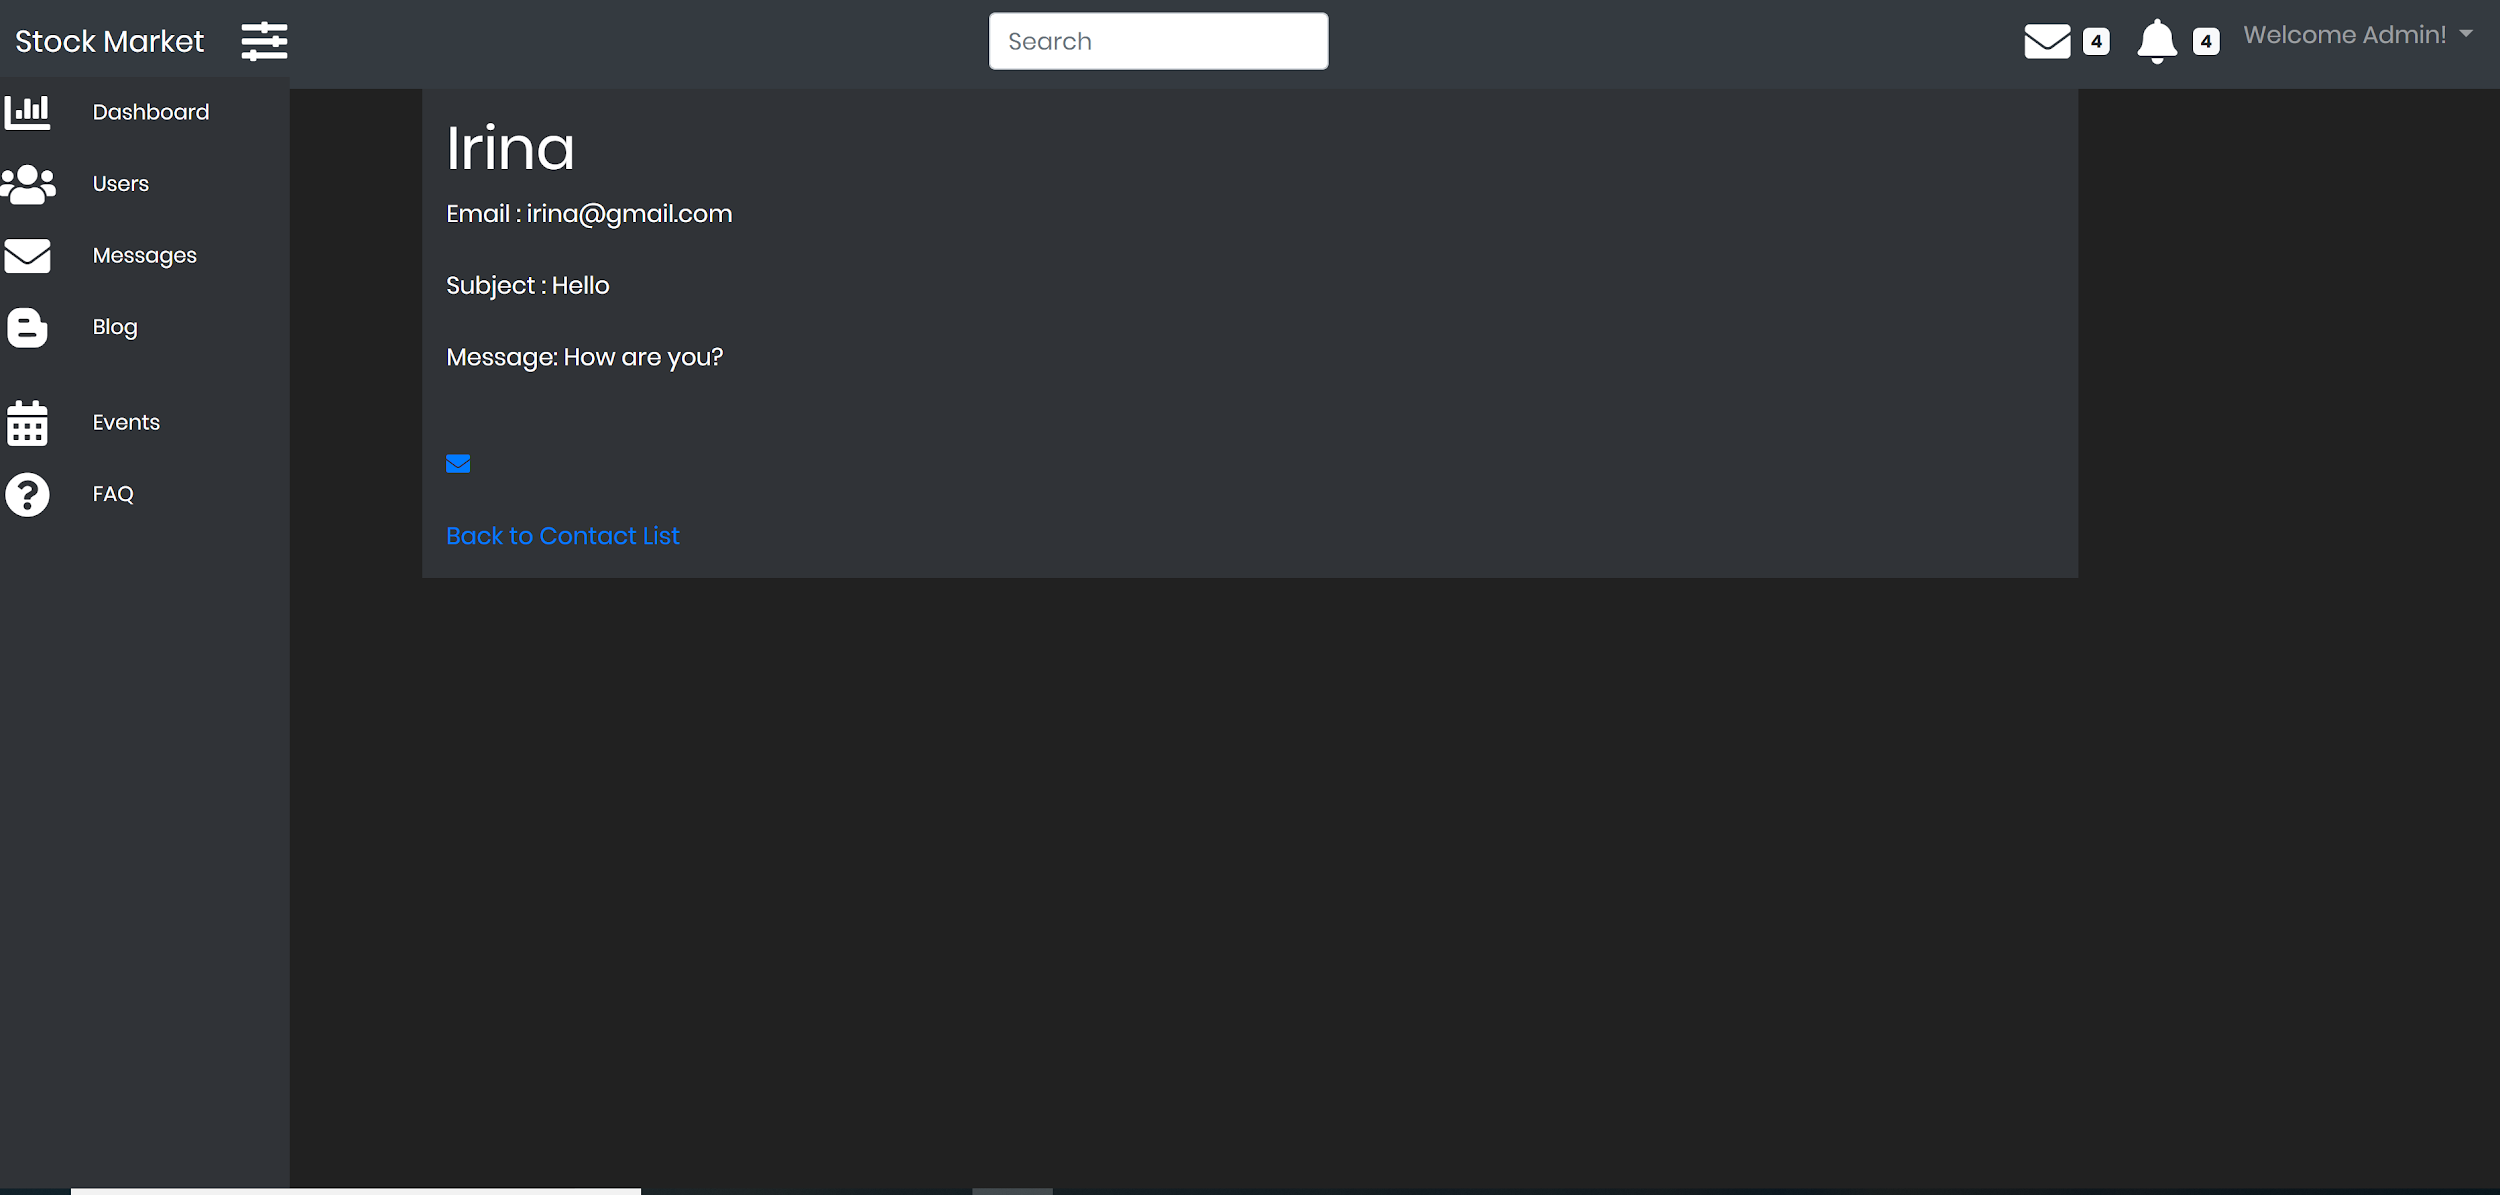 Stock Market
Search
4
4
Welcome Admin!
Dashboard
Users
Messages
Blog
Events
FAQ
Irina
Email : irina@gmail.com
Subject : Hello
Message: How are you?
Back to Contact List